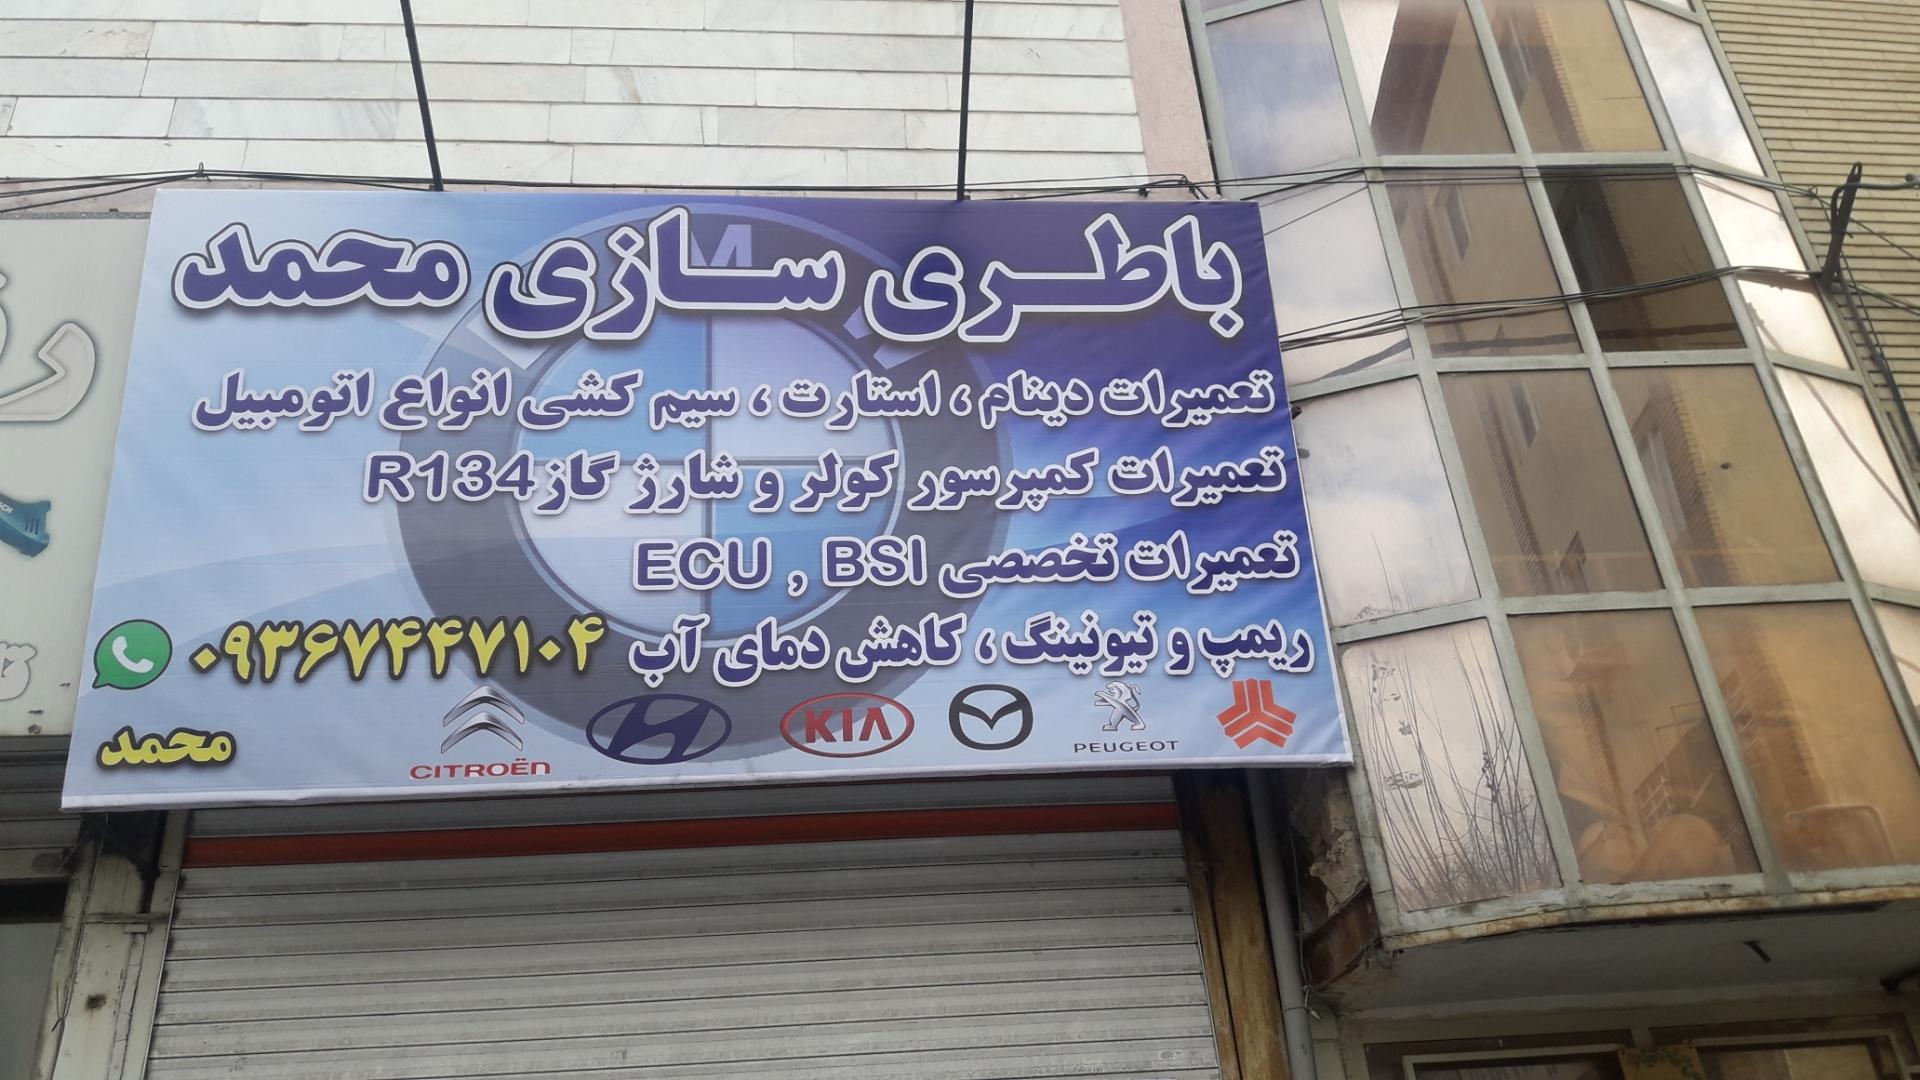 باطری سازی محمد
تعمیرات دینام ، استارت ، سیم کشی انواع اتومبیل
تعمیرات کمپرسور کولر و شارژ گاز R134
تعمیرات تخصصی ECU , BSI
ریمپ و تیونینگ ، کاهش دمای آب
۰۹۳۶۷۴۴۷۱۰۴
محمد
CITROËN
KIA
PEUGEOT